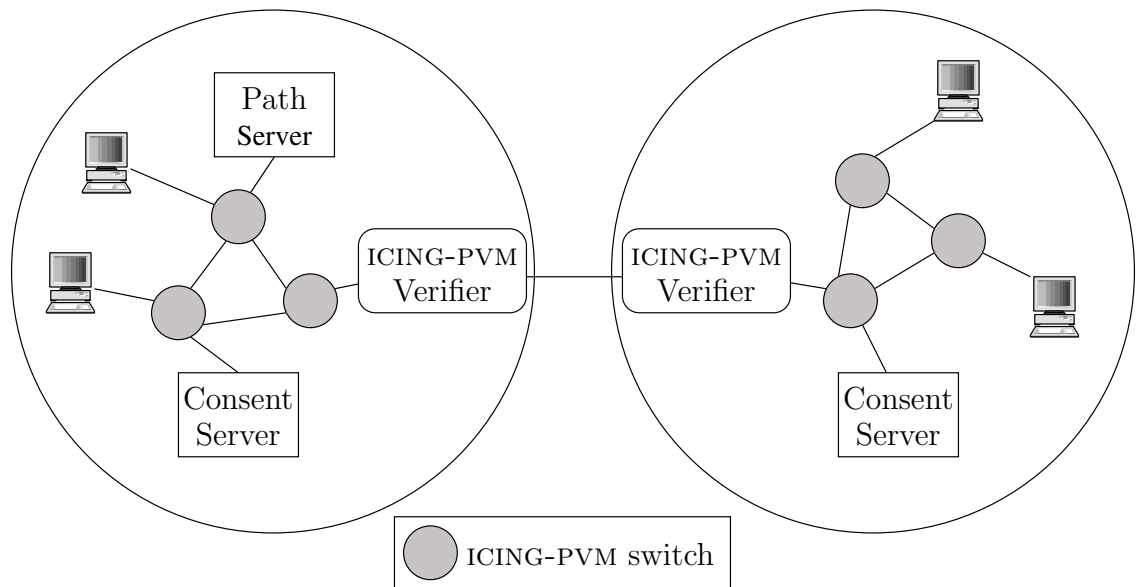 Path
Server
ICING-PVM
Verifier
Consent
Server
ICING-PVM
Verifier
Consent
Server
ICING-PVM switch